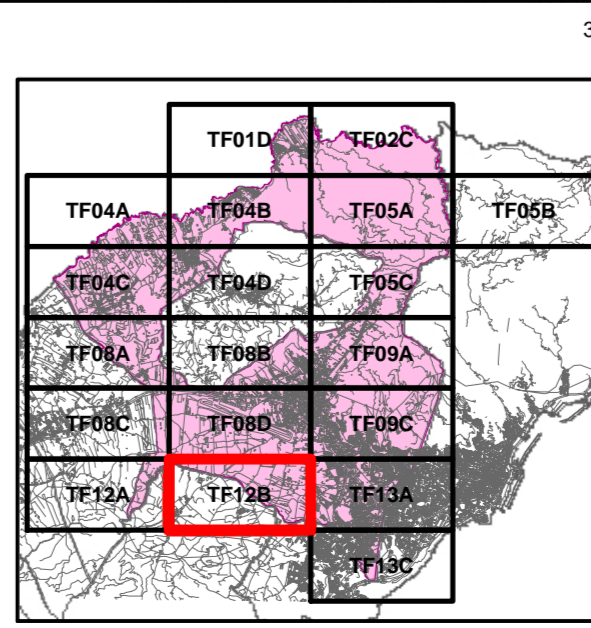 3
TF01D TF02C
TF04A TF04B TF05A TF05B
TF04C TF04D TF05C
TF08A TF08B TF09A
TF08C TF08D TF09C
TF12A TF12B TF13A
TF13C